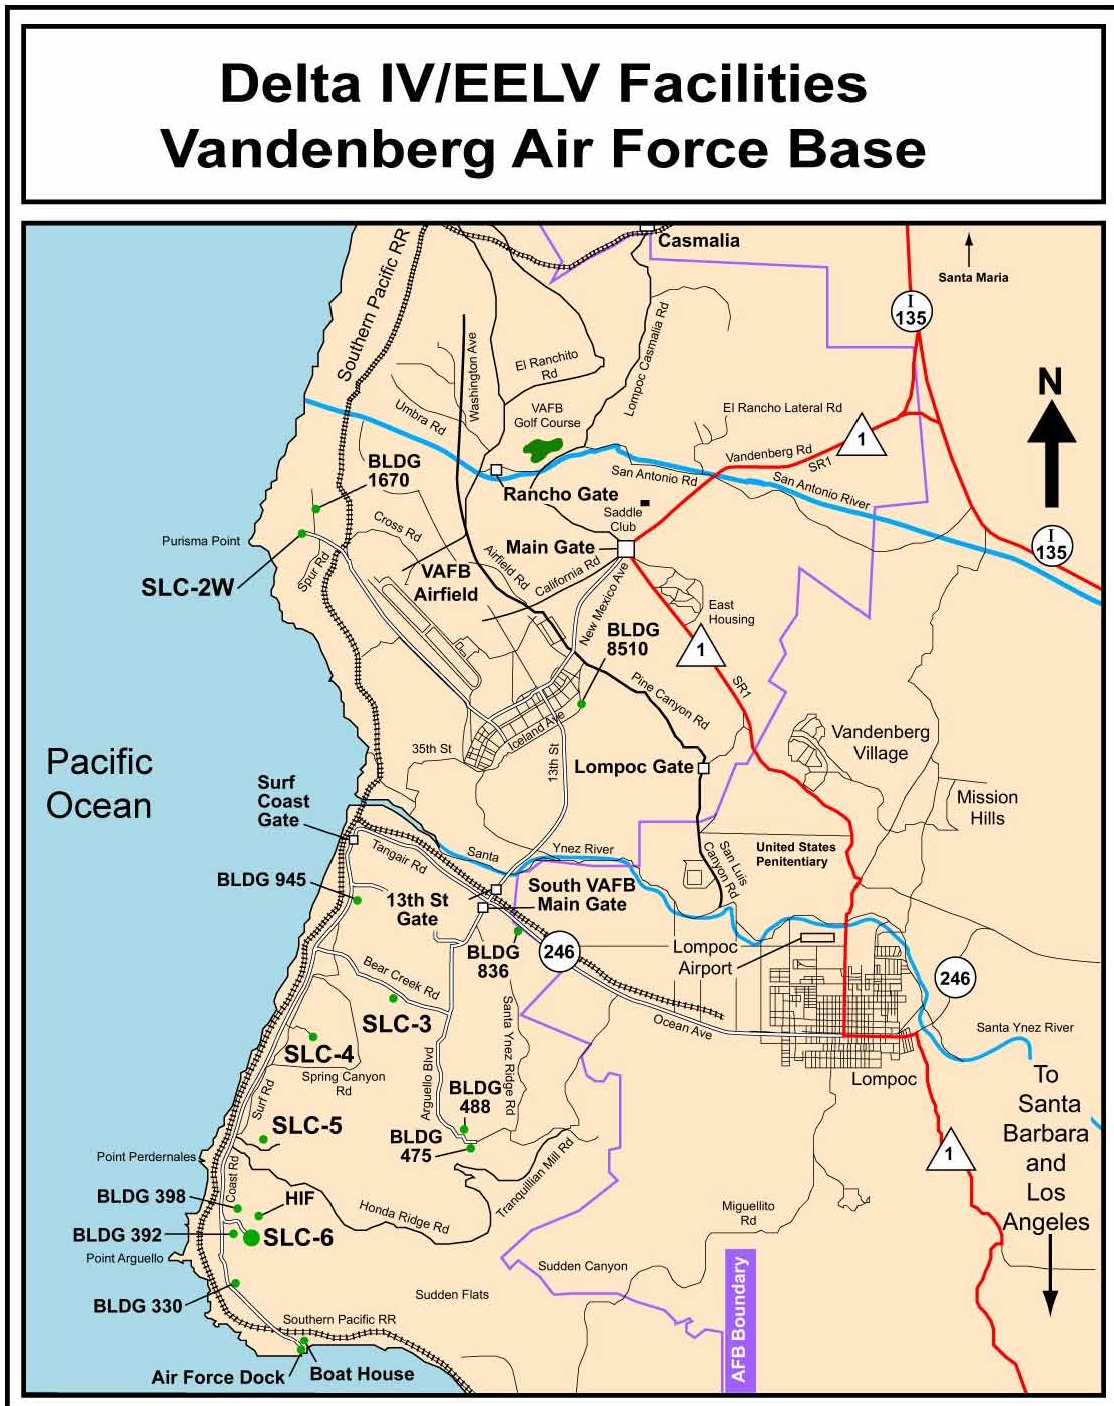 Delta IV/EELV Facilities
Vandenberg Air Force Base
Casmalia
Santa Maria
Southern Pacific RR
I
135
N
Washington Ave
El Ranchito
Rd
Lompoc Casmalia Rd
Umbra Rd
VAFB
Golf Course
El Rancho Lateral Rd
1
Vandenberg Rd
SR1
BLDG
1670
San Antonio Rd
San Antonio River
Rancho Gate
Saddle
Club
Cross Rd
Purisma Point
Main Gate
I
135
Spur Rd
SLC-2W
VAFB
Airfield
Airfield Rd
California Rd
New Mexico Ave
East
Housing
BLDG
8510
1
SR1
Pine Canyon Rd
Iceland Ave
35th St
13th St
Vandenberg
Village
Pacific
Ocean
Lompoc Gate
Surf
Coast
Gate
Mission
Hills
Tangair Rd
Santa
Ynez River
United States
Penitentiary
San Luis
Canyon Rd
BLDG 945
13th St
Gate
South VAFB
Main Gate
BLDG
836
246
Lompoc
Airport
246
Bear Creek Rd
SLC-3
Santa Ynez Ridge Rd
Ocean Ave
Santa Ynez River
SLC-4
Spring Canyon
Rd
Arguello Blvd
Lompoc
Surf Rd
BLDG
488
To
Santa
Barbara
and
Los
Angeles
SLC-5
BLDG
475
1
Point Perdernales
Coast Rd
Tranquillian Mill Rd
BLDG 398
HIF
Honda Ridge Rd
Miguellito
Rd
BLDG 392
SLC-6
Point Arguello
Sudden Canyon
AFB Boundary
BLDG 330
Sudden Flats
Southern Pacific RR
Air Force Dock
Boat House